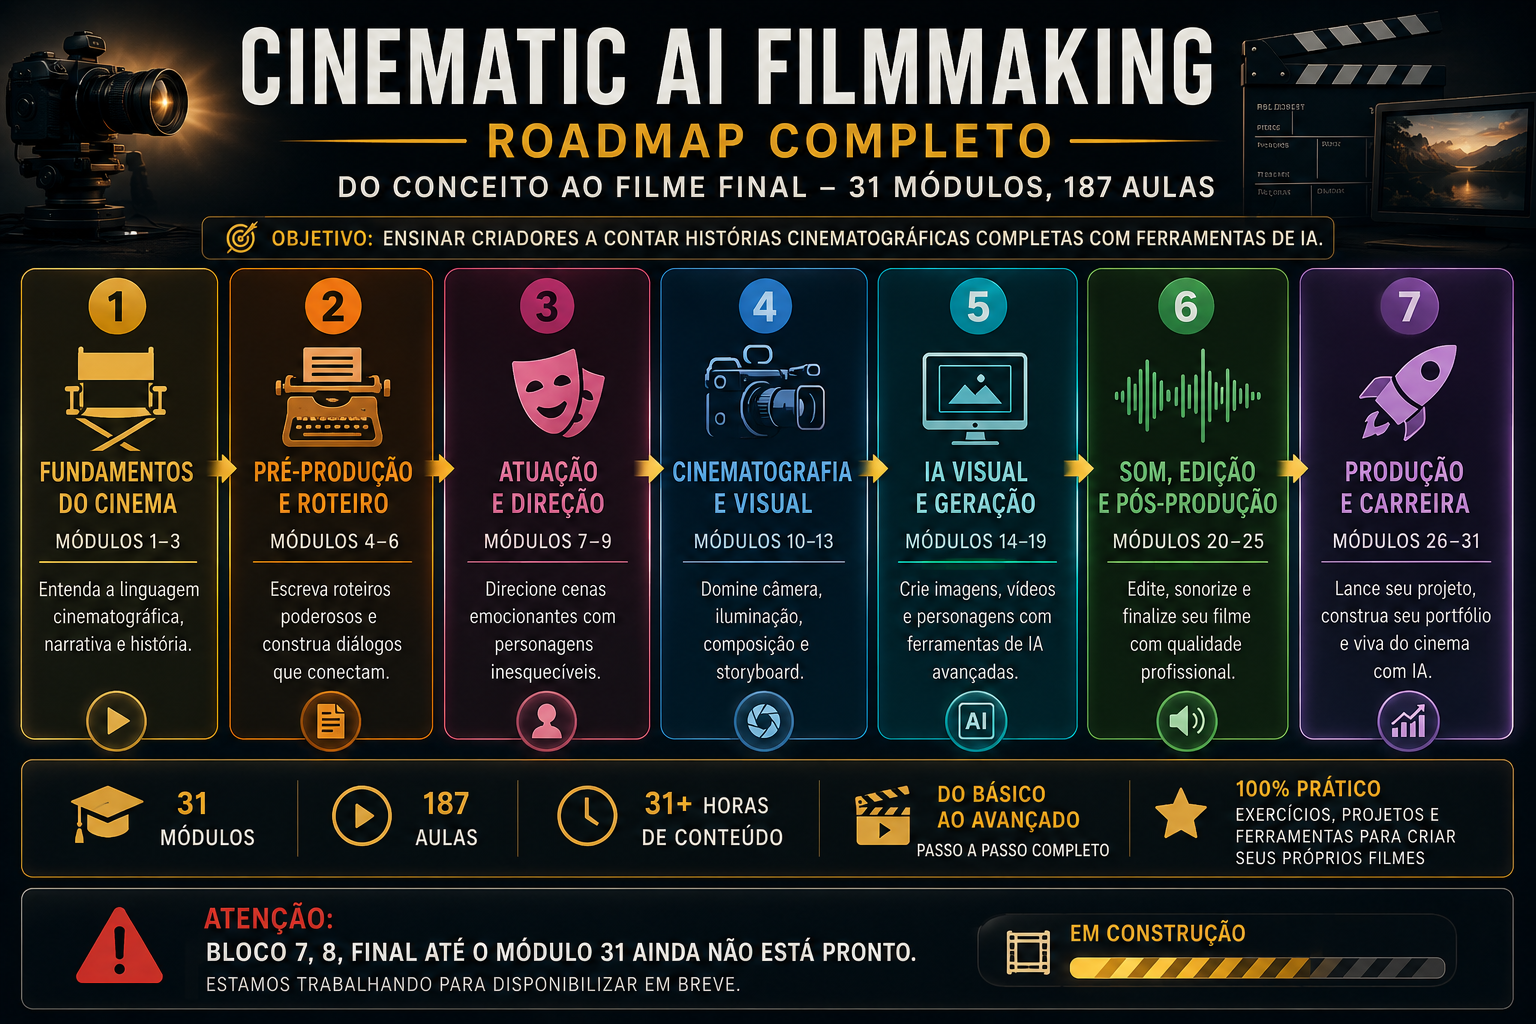 CINEMATIC AI FILMMAKING
ROADMAP COMPLETO
DO CONCEITO AO FILME FINAL – 31 MÓDULOS, 187 AULAS
OBJETIVO: ENSINAR CRIADORES A CONTAR HISTÓRIAS CINEMATOGRÁFICAS COMPLETAS COM FERRAMENTAS DE IA.
1
FUNDAMENTOS
DO CINEMA
MÓDULOS 1–3
Entenda a linguagem
cinematográfica,
narrativa e história.
2
PRÉ-PRODUÇÃO
E ROTEIRO
MÓDULOS 4–6
Escreva roteiros
poderosos e
construa diálogos
que conectam.
3
ATUAÇÃO
E DIREÇÃO
MÓDULOS 7–9
Direcione cenas
emocionantes com
personagens
inesquecíveis.
4
CINEMATOGRAFIA
E VISUAL
MÓDULOS 10–13
Domine câmera,
iluminação,
composição e
storyboard.
5
IA VISUAL
E GERAÇÃO
MÓDULOS 14–19
Crie imagens, vídeos
e personagens com
ferramentas de IA
avançadas.
AI
6
SOM, EDIÇÃO
E PÓS-PRODUÇÃO
MÓDULOS 20–25
Edite, sonorize e
finalize seu filme
com qualidade
profissional.
7
PRODUÇÃO
E CARREIRA
MÓDULOS 26–31
Lance seu projeto,
construa seu portfólio
e viva do cinema
com IA.
31
MÓDULOS
187
AULAS
31+ HORAS
DE CONTEÚDO
DO BÁSICO
AO AVANÇADO
PASSO A PASSO COMPLETO
100% PRÁTICO
EXERCÍCIOS, PROJETOS E
FERRAMENTAS PARA CRIAR
SEUS PRÓPRIOS FILMES
ATENÇÃO:
BLOCO 7, 8, FINAL ATÉ O MÓDULO 31 AINDA NÃO ESTÁ PRONTO.
ESTAMOS TRABALHANDO PARA DISPONIBILIZAR EM BREVE.
EM CONSTRUÇÃO